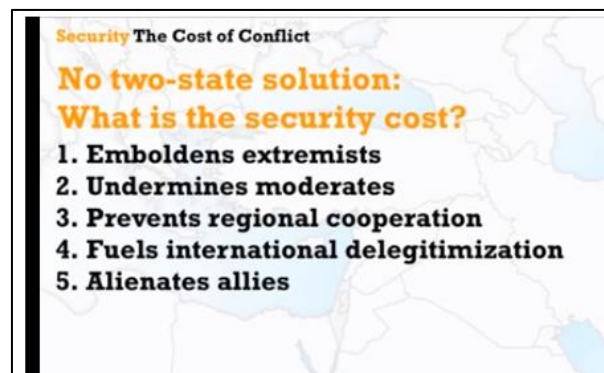 Security The Cost of Conflict
No two-state solution:
What is the security cost?
1. Emboldens extremists
2. Undermines moderates
3. Prevents regional cooperation
4. Fuels international delegitimization
5. Alienates allies